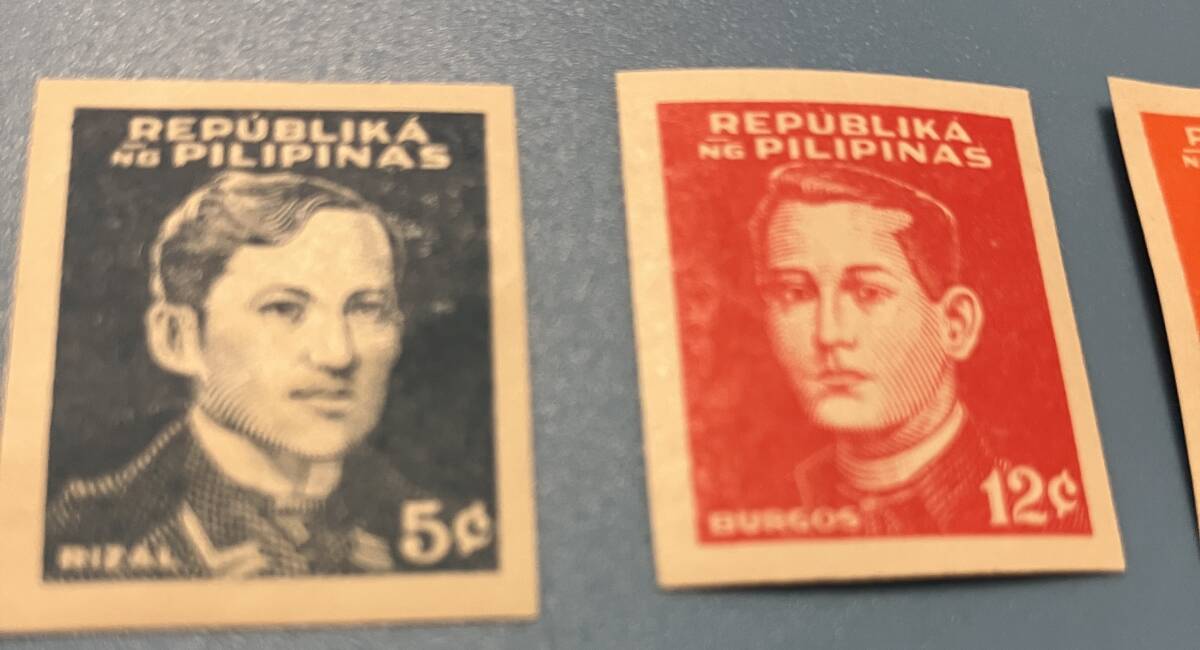 REPÚBLIKÁ
NG PILIPINAS
RIZAL
5¢
REPÚBLIKÁ
NG PILIPINAS
BURGOS
12¢